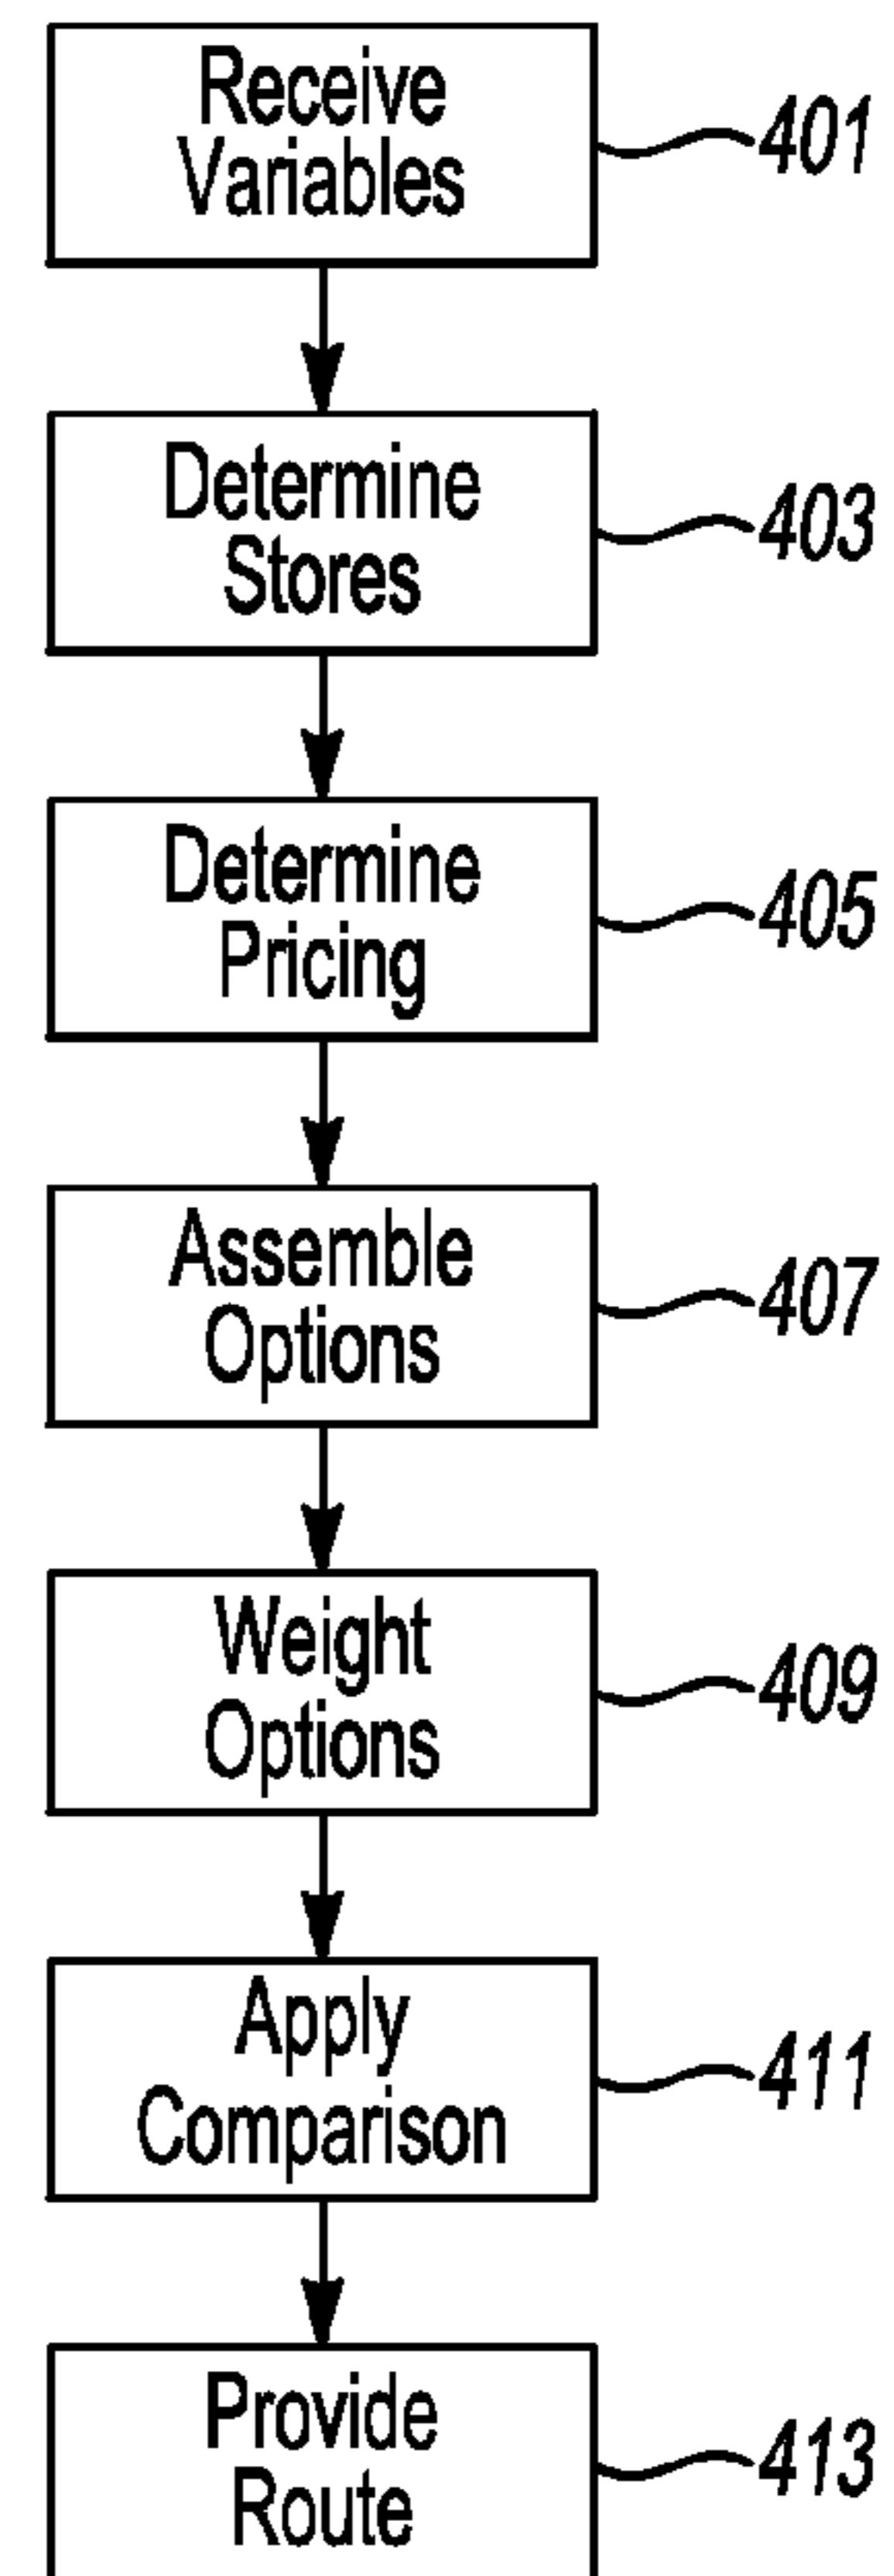 Receive
Variables
401
Determine
Stores
403
Determine
Pricing
405
Assemble
Options
407
Weight
Options
409
Apply
Comparison
411
Provide
Route
413